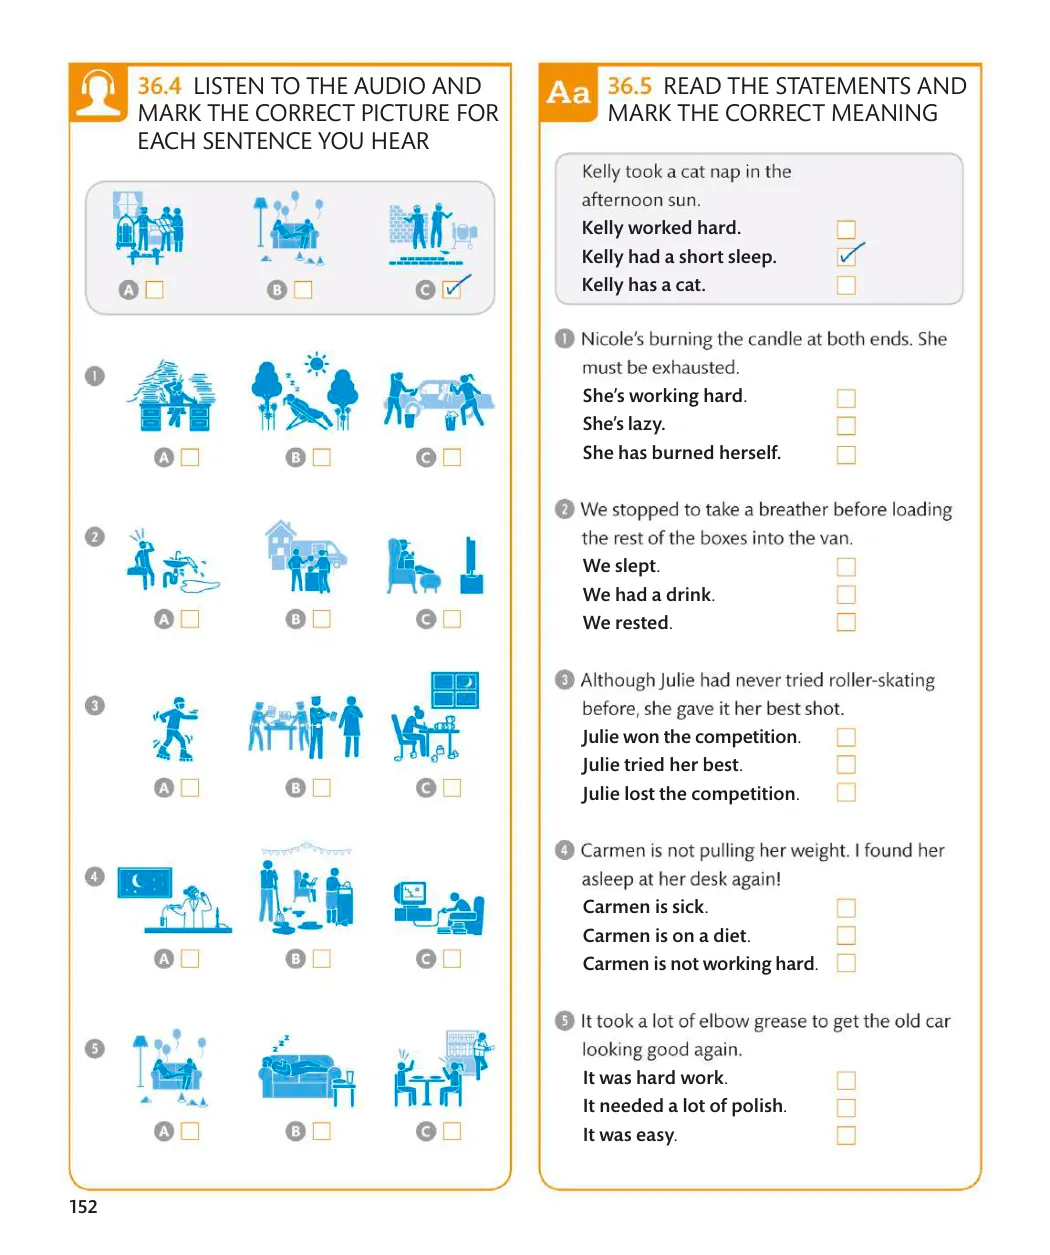 36.4 LISTEN TO THE AUDIO AND
MARK THE CORRECT PICTURE FOR
EACH SENTENCE YOU HEAR
A
B
C
1
A
B
C
2
A
B
C
3
A
B
C
4
A
B
C
5
A
B
C
Aa
36.5 READ THE STATEMENTS AND
MARK THE CORRECT MEANING
Kelly took a cat nap in the
afternoon sun.
Kelly worked hard.
Kelly had a short sleep.
Kelly has a cat.
1 Nicole's burning the candle at both ends. She
must be exhausted.
She's working hard.
She's lazy.
She has burned herself.
2 We stopped to take a breather before loading
the rest of the boxes into the van.
We slept.
We had a drink.
We rested.
3 Although Julie had never tried roller-skating
before, she gave it her best shot.
Julie won the competition.
Julie tried her best.
Julie lost the competition.
4 Carmen is not pulling her weight. I found her
asleep at her desk again!
Carmen is sick.
Carmen is on a diet.
Carmen is not working hard.
5 It took a lot of elbow grease to get the old car
looking good again.
It was hard work.
It needed a lot of polish.
It was easy.
152